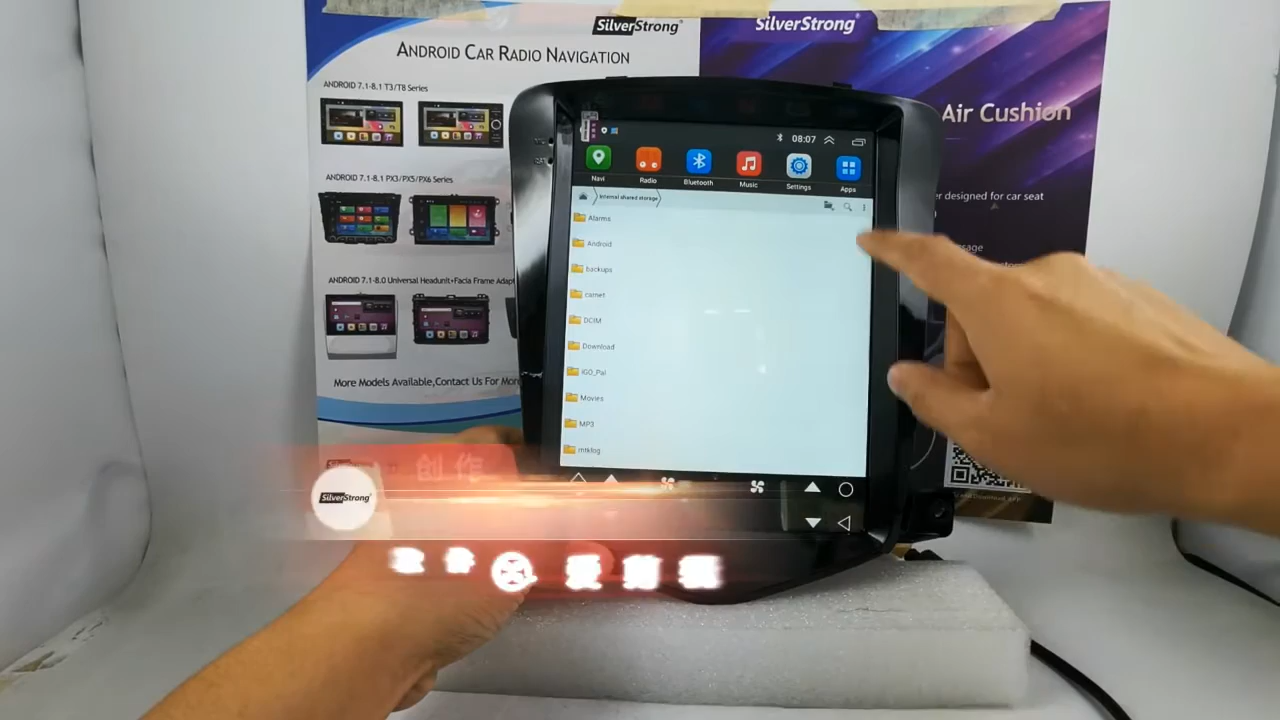 SilverStrong®
ANDROID CAR RADIO NAVIGATION
ANDROID 7.1-8.1 T3/T8 Series
ANDROID 7.1-8.1 PX3/PX5/PX6 Series
ANDROID 7.1-8.0 Universal Headunit+Facia Frame Adap
More Models Available,Contact Us For More
SilverStrong®
Air Cushion
er designed for car seat
08:07
Navi
Radio
Bluetooth
Music
Settings
Apps
Internal shared storage
Alarms
Android
backups
DCIM
Download
iGO_Pal
Movies
MP3
mtklog
创作
SilverStrong